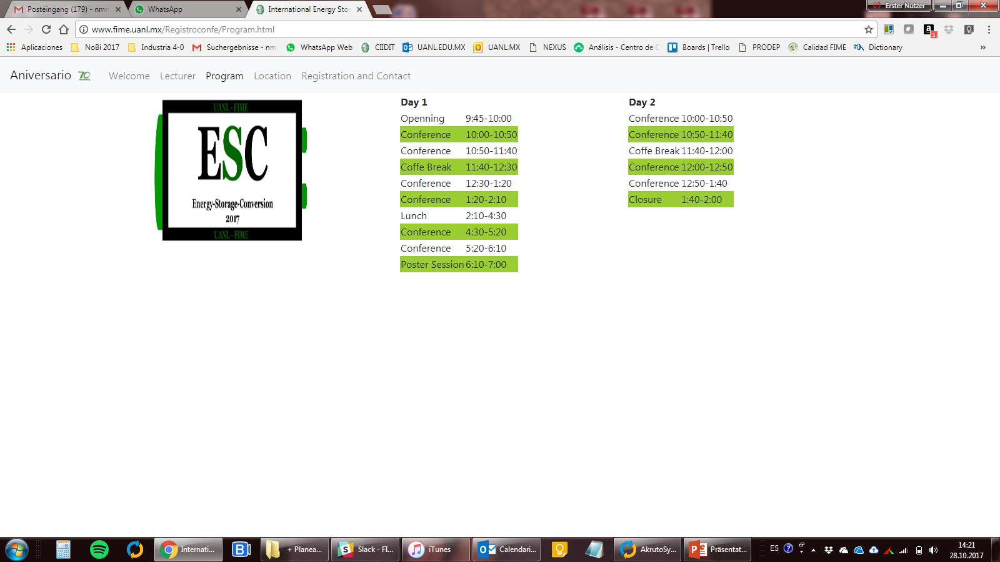 Posteingang (179) - nmn
WhatsApp
International Energy Stor
Erster Nutzer
www.fime.uanl.mx/Registroconfe/Program.html
1
Aplicaciones
NoBi 2017
Industria 4-0
Suchergebnisse - nm
WhatsApp Web
CIIDIT
UANL.EDU.MX
UANL.MX
NEXUS
Análisis - Centro de C
Boards | Trello
PRODEP
Calidad FIME
Dictionary
»
Aniversario 70
Welcome
Lecturer
Program
Location
Registration and Contact
UANL - FIME
ESC
Energy-Storage-Conversion
2017
UANL - FIME
Day 1
Openning 9:45-10:00
Conference 10:00-10:50
Conference 10:50-11:40
Coffe Break 11:40-12:30
Conference 12:30-1:20
Conference 1:20-2:10
Lunch 2:10-4:30
Conference 4:30-5:20
Conference 5:20-6:10
Poster Session 6:10-7:00
Day 2
Conference 10:00-10:50
Conference 10:50-11:40
Coffe Break 11:40-12:00
Conference 12:00-12:50
Conference 12:50-1:40
Closure 1:40-2:00
Internati...
+ Planea...
Slack - FI...
iTunes
Calendari...
AkrutoSy...
Präsentat...
ES
14:21
28.10.2017